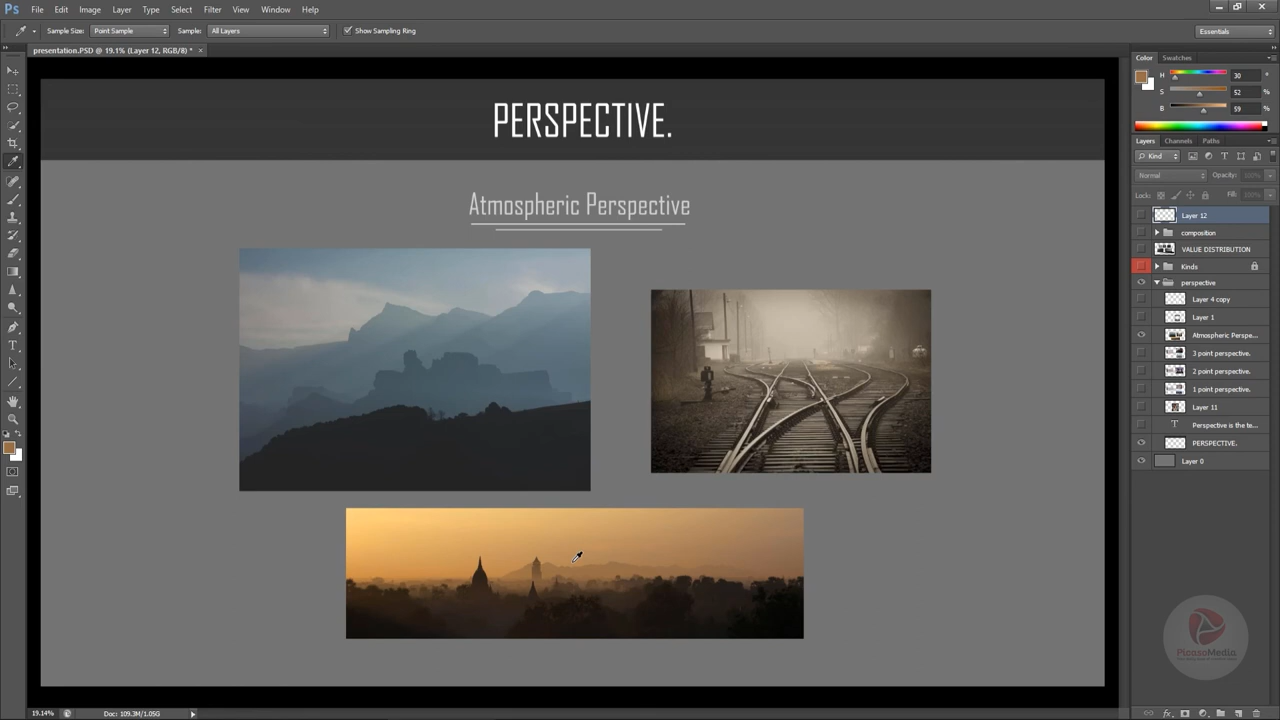 Ps File Edit Image Layer Type Select Filter View Window Help
Sample Size: Point Sample Sample: All Layers Show Sampling Ring Essentials
presentation.PSD @ 19.1% (Layer 12, RGB/8) * ×
PERSPECTIVE.
Atmospheric Perspective
Color Swatches
H 30 °
S 52 %
B 59 %
Layers Channels Paths
Kind
Normal Opacity: 100%
Lock: Fill: 100%
Layer 12
composition
VALUE DISTRIBUTION
Kinds
perspective
Layer 4 copy
Layer 1
Atmospheric Perspe...
3 point perspective.
2 point perspective.
1 point perspective.
Layer 11
T Perspective is the te...
PERSPECTIVE.
Layer 0
PicasoMedia
19.14% Doc: 109.3M/1.05G